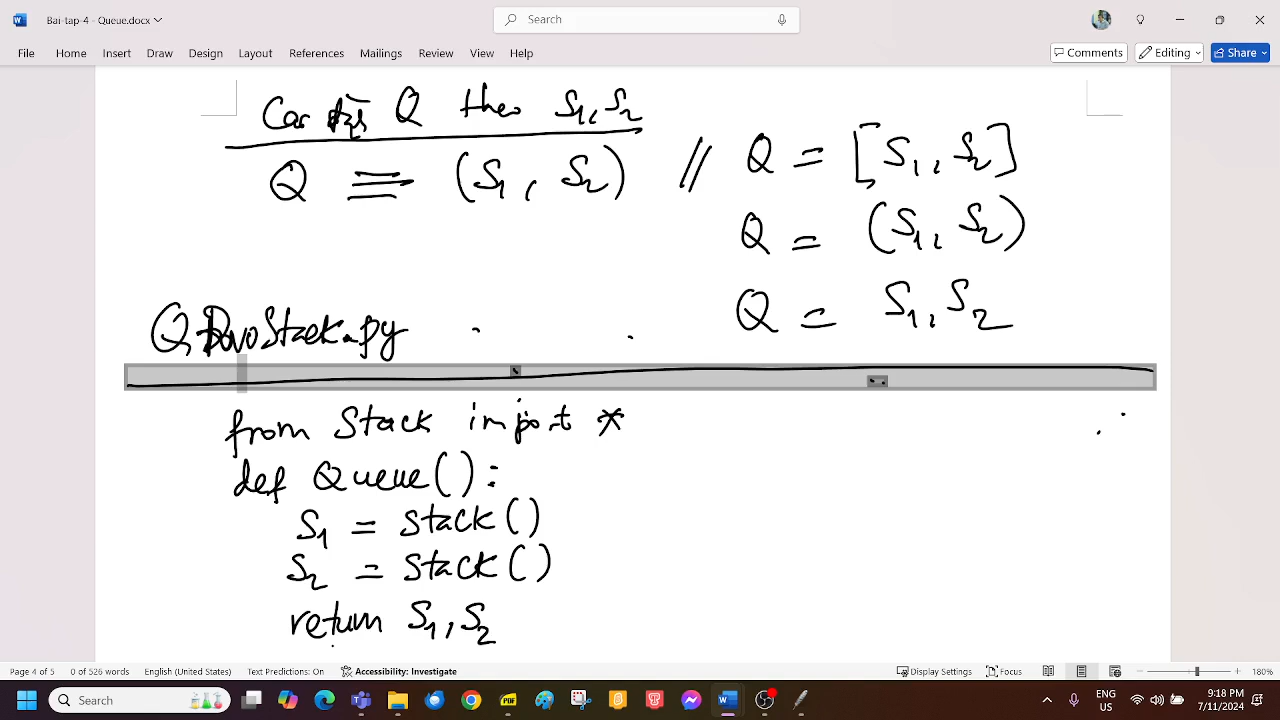 Bai-tap-4 - Queue.docx
Search
File Home Insert Draw Design Layout References Mailings Review View Help
Comments Editing Share
Q theo S1, S2
Q ≡ (S1, S2) // Q = [S1, S2]
Q = (S1, S2)
Q = S1, S2
Stack.py
from Stack import *
def Queue():
S1 = Stack()
S2 = Stack()
return S1, S2
Page 4 of 5 0 of 526 words English (United States) Text Predictions: On Accessibility: Investigate Display Settings Focus 180%
Search
PDF
ENG
US
9:18 PM
7/11/2024